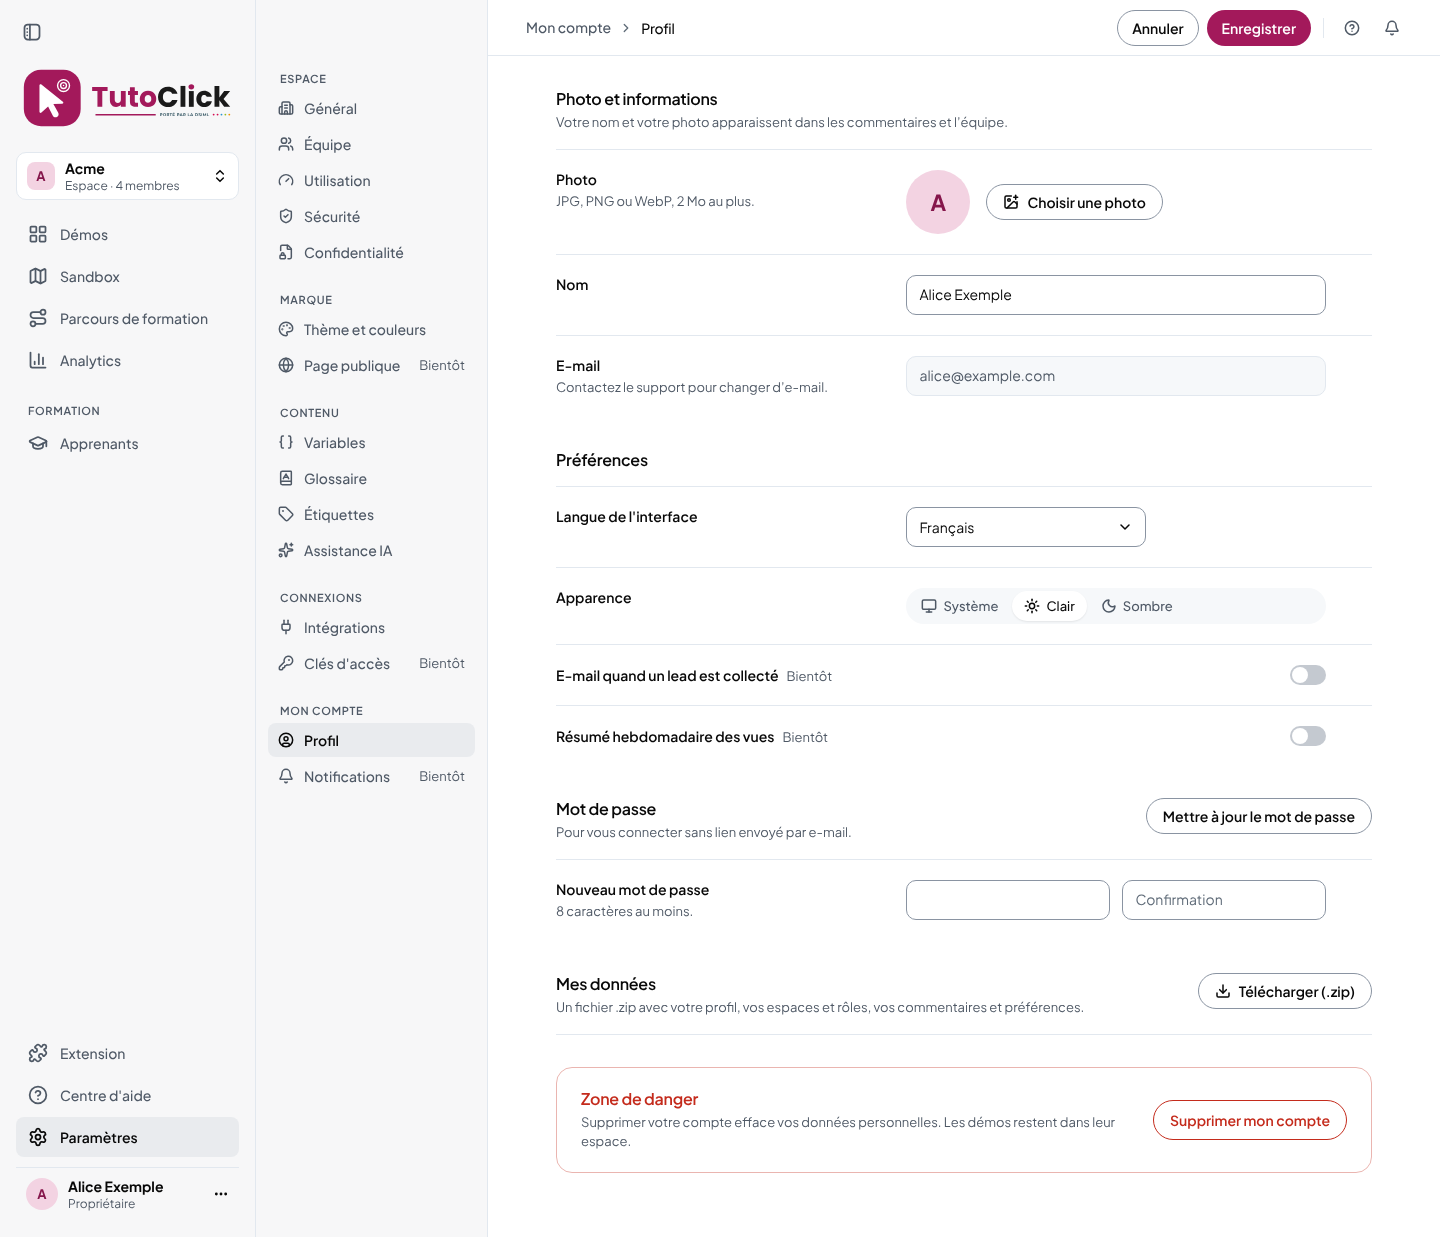 TutoClick
PORTÉ PAR LA DSIML
A
Acme
Espace · 4 membres
Démos
Sandbox
Parcours de formation
Analytics
FORMATION
Apprenants
Extension
Centre d'aide
Paramètres
A
Alice Exemple
Propriétaire
ESPACE
Général
Équipe
Utilisation
Sécurité
Confidentialité
MARQUE
Thème et couleurs
Page publique Bientôt
CONTENU
Variables
Glossaire
Étiquettes
Assistance IA
CONNEXIONS
Intégrations
Clés d'accès Bientôt
MON COMPTE
Profil
Notifications Bientôt
Mon compte > Profil
Annuler
Enregistrer
Photo et informations
Votre nom et votre photo apparaissent dans les commentaires et l'équipe.
Photo
JPG, PNG ou WebP, 2 Mo au plus.
A
Choisir une photo
Nom
Alice Exemple
E-mail
Contactez le support pour changer d'e-mail.
alice@example.com
Préférences
Langue de l'interface
Français
Apparence
Système Clair Sombre
E-mail quand un lead est collecté Bientôt
Résumé hebdomadaire des vues Bientôt
Mot de passe
Pour vous connecter sans lien envoyé par e-mail.
Mettre à jour le mot de passe
Nouveau mot de passe
8 caractères au moins.
Confirmation
Mes données
Un fichier .zip avec votre profil, vos espaces et rôles, vos commentaires et préférences.
Télécharger (.zip)
Zone de danger
Supprimer votre compte efface vos données personnelles. Les démos restent dans leur
espace.
Supprimer mon compte